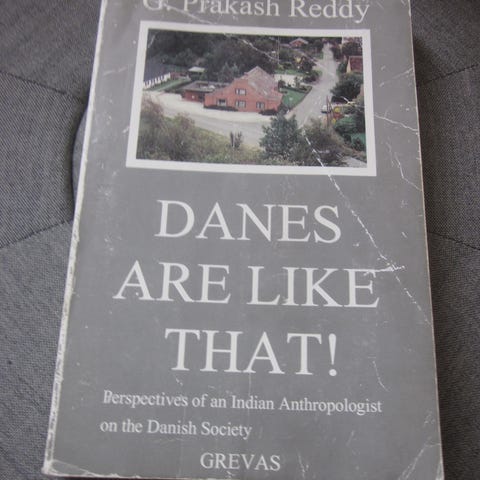 G. Prakash Reddy
DANES
ARE LIKE
THAT!
Perspectives of an Indian Anthropologist
on the Danish Society
GREVAS